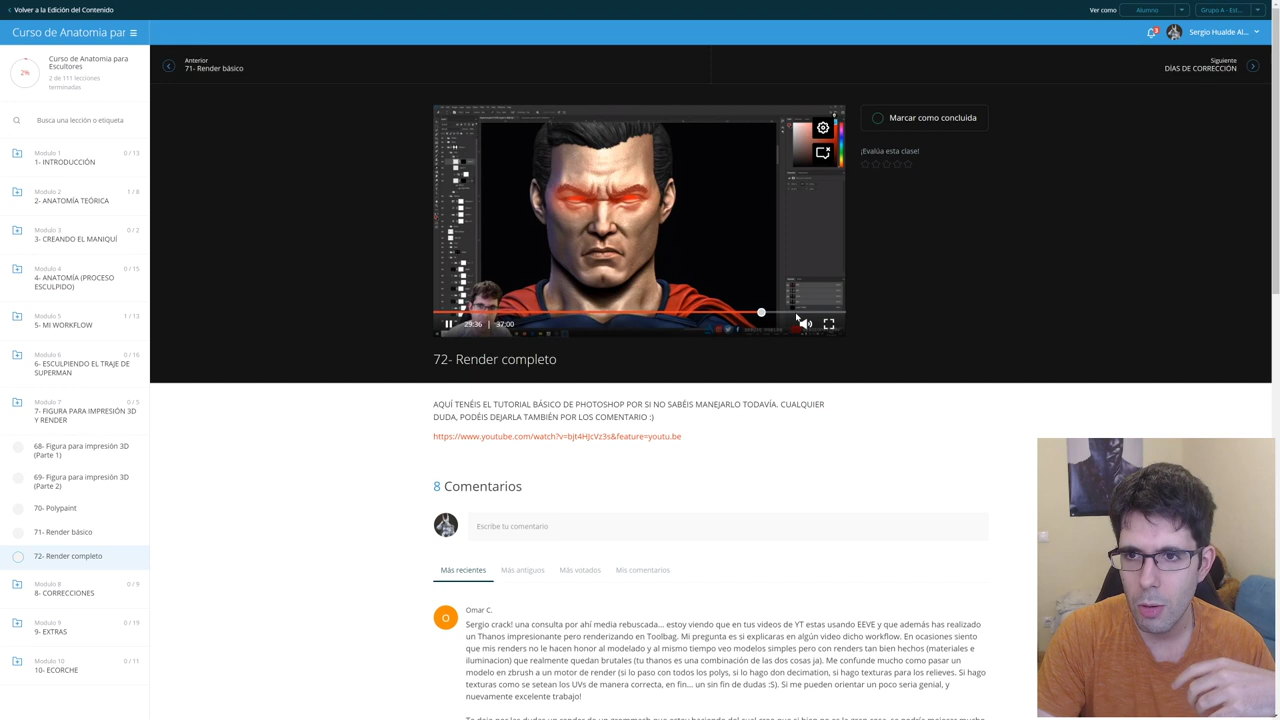 Volver a la Edición del Contenido
Ver como
Alumno
Grupo A - Est...
Curso de Anatomía par
3
Sergio Hualde Al...
2%
Curso de Anatomía para
Escultores
2 de 111 lecciones
terminadas
Anterior
71- Render básico
Siguiente
DÍAS DE CORRECCIÓN
Busca una lección o etiqueta
Modulo 1
0 / 13
1- INTRODUCCIÓN
Modulo 2
1 / 8
2- ANATOMÍA TEÓRICA
Modulo 3
0 / 2
3- CREANDO EL MANIQUÍ
Modulo 4
0 / 15
4- ANATOMÍA (PROCESO
ESCULPIDO)
Modulo 5
1 / 13
5- MI WORKFLOW
Modulo 6
0 / 16
6- ESCULPIENDO EL TRAJE DE
SUPERMAN
Modulo 7
0 / 5
7- FIGURA PARA IMPRESIÓN 3D
Y RENDER
68- Figura para impresión 3D
(Parte 1)
69- Figura para impresión 3D
(Parte 2)
70- Polypaint
71- Render básico
72- Render completo
Modulo 8
0 / 9
8- CORRECCIONES
Modulo 9
0 / 19
9- EXTRAS
Modulo 10
0 / 11
10- ECORCHE
Marcar como concluida
¡Evalúa esta clase!
29:36
37:00
72- Render completo
AQUÍ TENÉIS EL TUTORIAL BÁSICO DE PHOTOSHOP POR SI NO SABÉIS MANEJARLO TODAVÍA. CUALQUIER
DUDA, PODÉIS DEJARLA TAMBIÉN POR LOS COMENTARIO :)
https://www.youtube.com/watch?v=bjt4HJcVz3s&feature=youtu.be
8 Comentarios
Escribe tu comentario
Más recientes
Más antiguos
Más votados
Mis comentarios
O
Omar C.
Sergio crack! una consulta por ahí media rebuscada... estoy viendo que en tus videos de YT estas usando EEVE y que además has realizado
un Thanos impresionante pero renderizando en Toolbag. Mi pregunta es si explicaras en algún video dicho workflow. En ocasiones siento
que mis renders no le hacen honor al modelado y al mismo tiempo veo modelos simples pero con renders tan bien hechos (materiales e
iluminacion) que realmente quedan brutales (tu thanos es una combinación de las dos cosas ja). Me confunde mucho como pasar un
modelo en zbrush a un motor de render (si lo paso con todos los polys, si lo hago don decimation, si hago texturas para los relieves. Si hago
texturas como se setean los UVs de manera correcta, en fin... un sin fin de dudas :S). Si me pueden orientar un poco seria genial, y
nuevamente excelente trabajo!